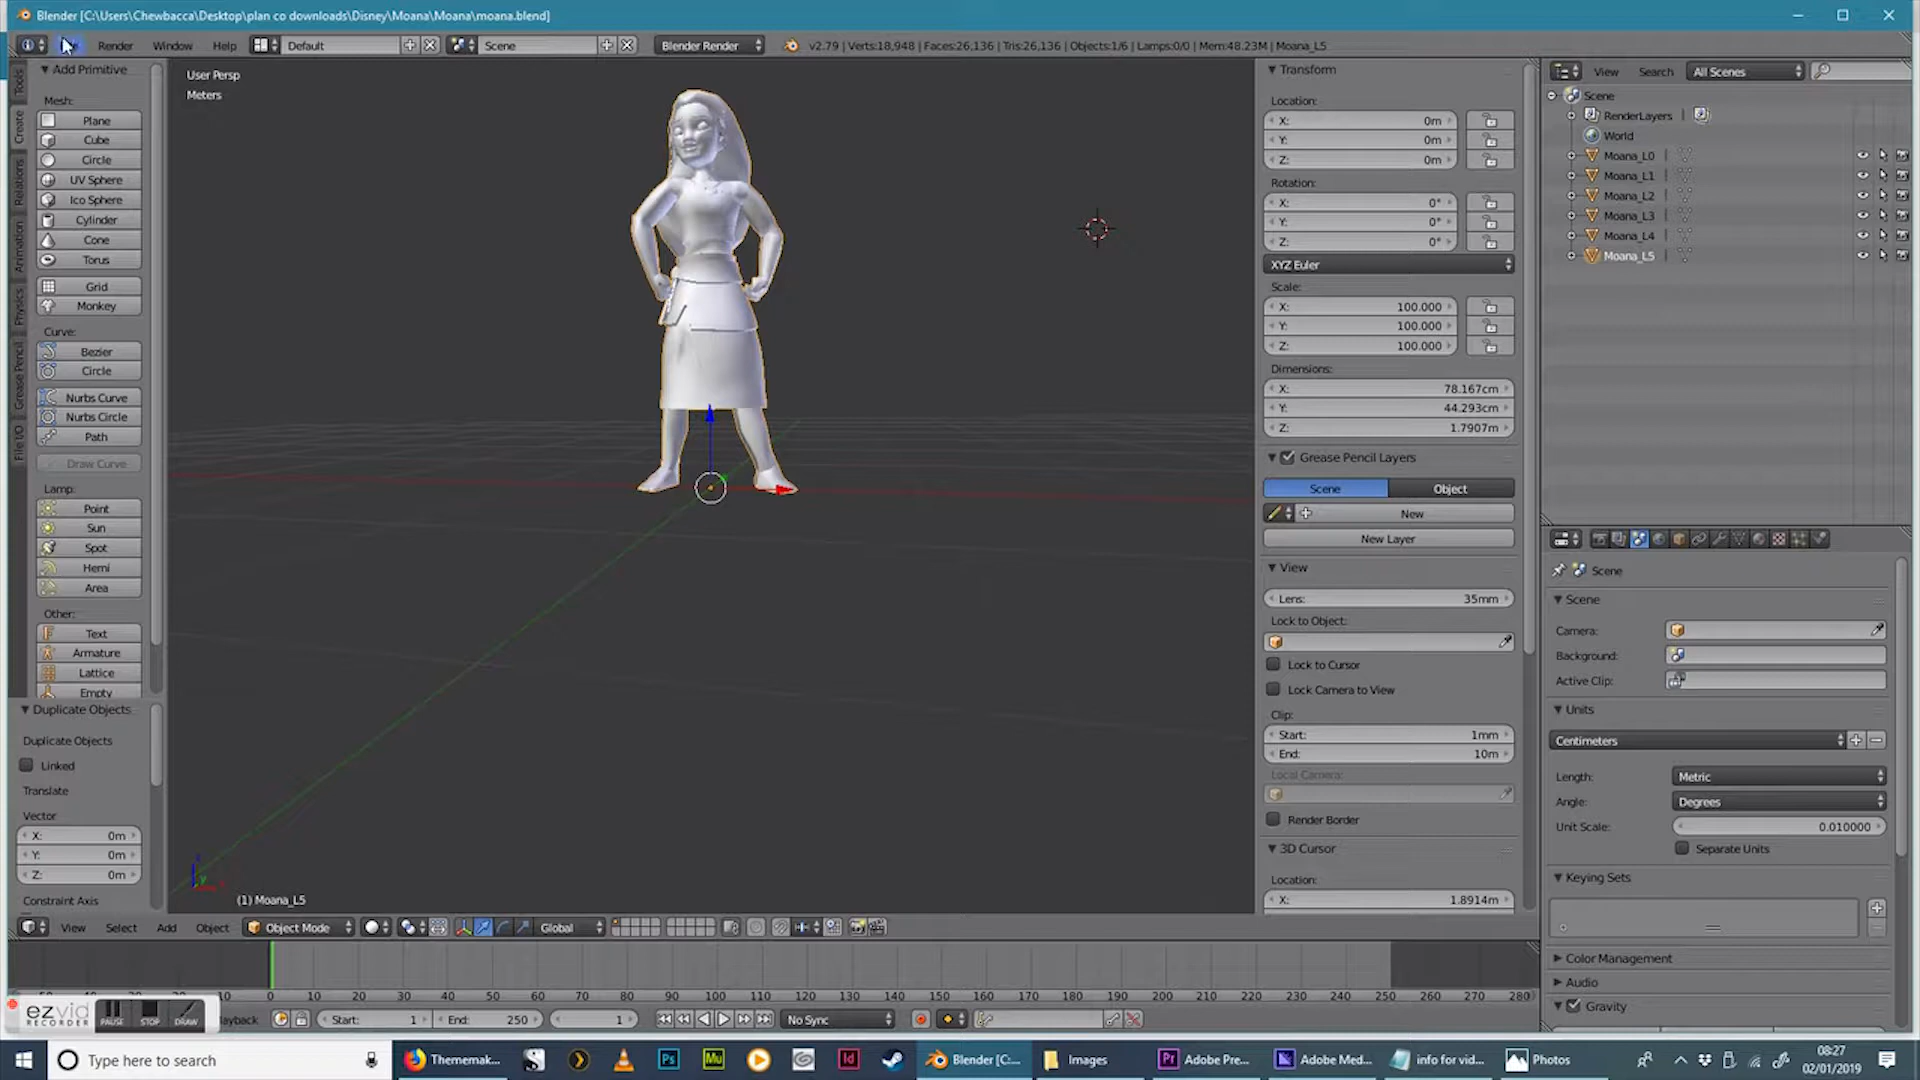 Blender [C:\Users\Chewbacca\Desktop\plan co downloads\Disney\Moana\Moana\moana.blend]
Render Window Help Default Scene Blender Render v2.79 | Verts:18,948 | Faces:26,136 | Tris:26,136 | Objects:1/6 | Lamps:0/0 | Mem:48.23M | Moana_L5
Tools
Create
Relations
Animation
Physics
Grease Pencil
File I/O
Add Primitive
Mesh:
Plane
Cube
Circle
UV Sphere
Ico Sphere
Cylinder
Cone
Torus
Grid
Monkey
Curve:
Bezier
Circle
Nurbs Curve
Nurbs Circle
Path
Draw Curve
Lamp:
Point
Sun
Spot
Hemi
Area
Other:
Text
Armature
Lattice
Empty
Duplicate Objects
Duplicate Objects
Linked
Translate
Vector
X: 0m
Y: 0m
Z: 0m
Constraint Axis
User Persp
Meters
(1) Moana_L5
Transform
Location:
X: 0m
Y: 0m
Z: 0m
Rotation:
X: 0°
Y: 0°
Z: 0°
XYZ Euler
Scale:
X: 100.000
Y: 100.000
Z: 100.000
Dimensions:
X: 78.167cm
Y: 44.293cm
Z: 1.7907m
Grease Pencil Layers
Scene Object
New
New Layer
View
Lens: 35mm
Lock to Object:
Lock to Cursor
Lock Camera to View
Clip:
Start: 1mm
End: 10m
Local Camera:
Render Border
3D Cursor
Location:
X: 1.8914m
View Search All Scenes
Scene
RenderLayers
World
Moana_L0
Moana_L1
Moana_L2
Moana_L3
Moana_L4
Moana_L5
Scene
Scene
Camera:
Background:
Active Clip:
Units
Centimeters
Length: Metric
Angle: Degrees
Unit Scale: 0.010000
Separate Units
Keying Sets
Color Management
Audio
Gravity
View Select Add Object Object Mode Global
0 10 20 30 40 50 60 70 80 90 100 110 120 130 140 150 160 170 180 190 200 210 220 230 240 250 260 270 280
ezvid
RECORDER
PAUSE STOP DRAW
Start: 1 End: 250 1 No Sync
Type here to search
Thememak... Ps Mu Id Blender [C:... Images Pr Adobe Pre... Adobe Med... info for vid... Photos
08:27
02/01/2019